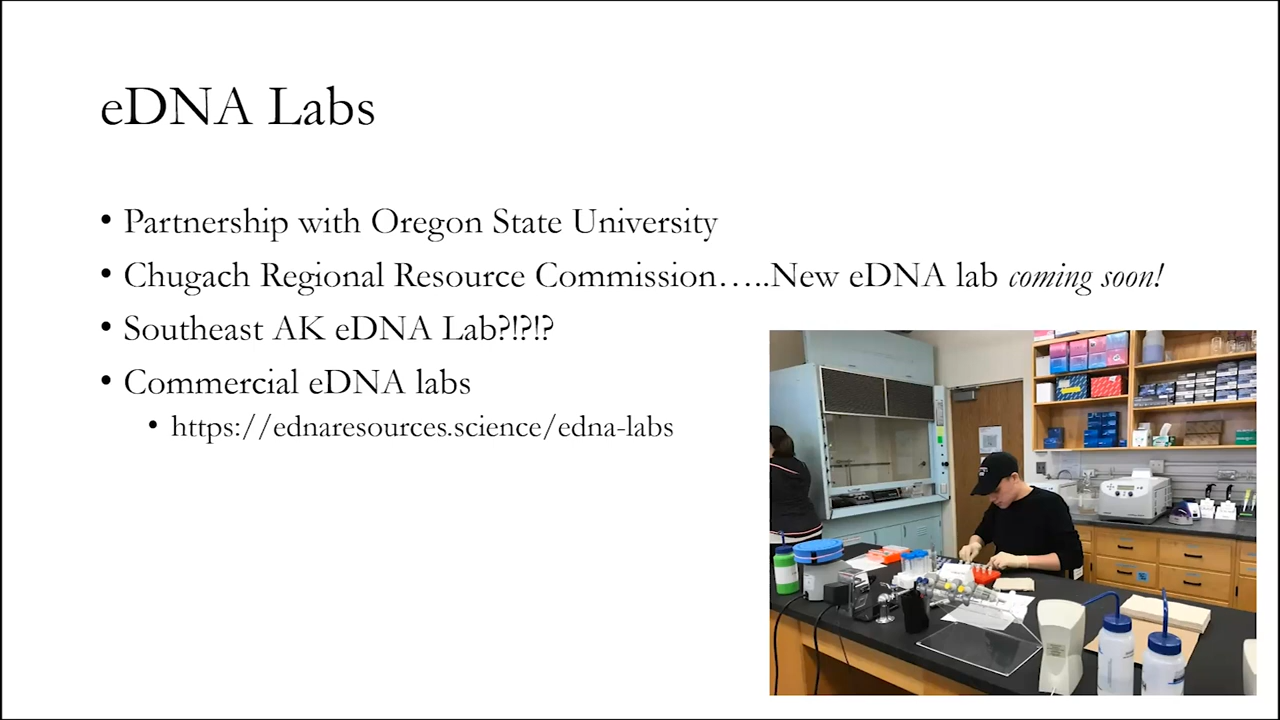 eDNA Labs
• Partnership with Oregon State University
• Chugach Regional Resource Commission…..New eDNA lab coming soon!
• Southeast AK eDNA Lab?!?!?
• Commercial eDNA labs
• https://ednaresources.science/edna-labs